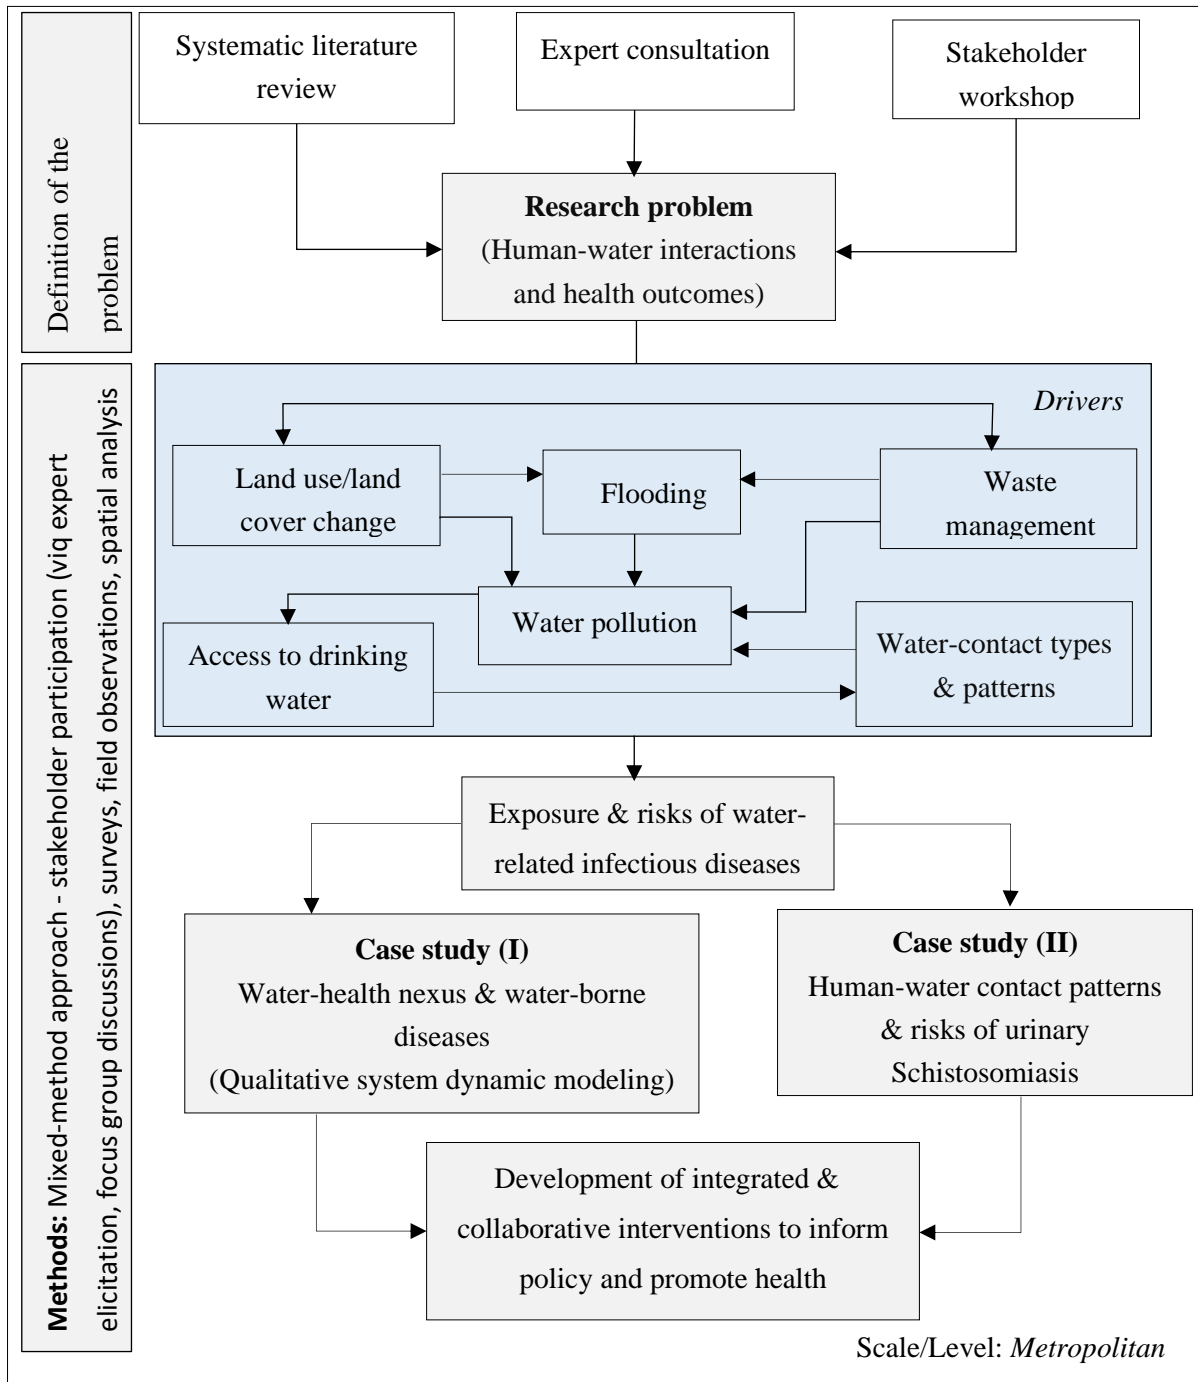 Systematic literature
review
Expert consultation
Stakeholder
workshop
Definition of the
problem
Research problem
(Human-water interactions
and health outcomes)
Methods: Mixed-method approach - stakeholder participation (viq expert
elicitation, focus group discussions), surveys, field observations, spatial analysis
Drivers
Land use/land
cover change
Flooding
Waste
management
Water pollution
Access to drinking
water
Water-contact types
& patterns
Exposure & risks of water-
related infectious diseases
Case study (I)
Water-health nexus & water-borne
diseases
(Qualitative system dynamic modeling)
Case study (II)
Human-water contact patterns
& risks of urinary
Schistosomiasis
Development of integrated &
collaborative interventions to inform
policy and promote health
Scale/Level: Metropolitan